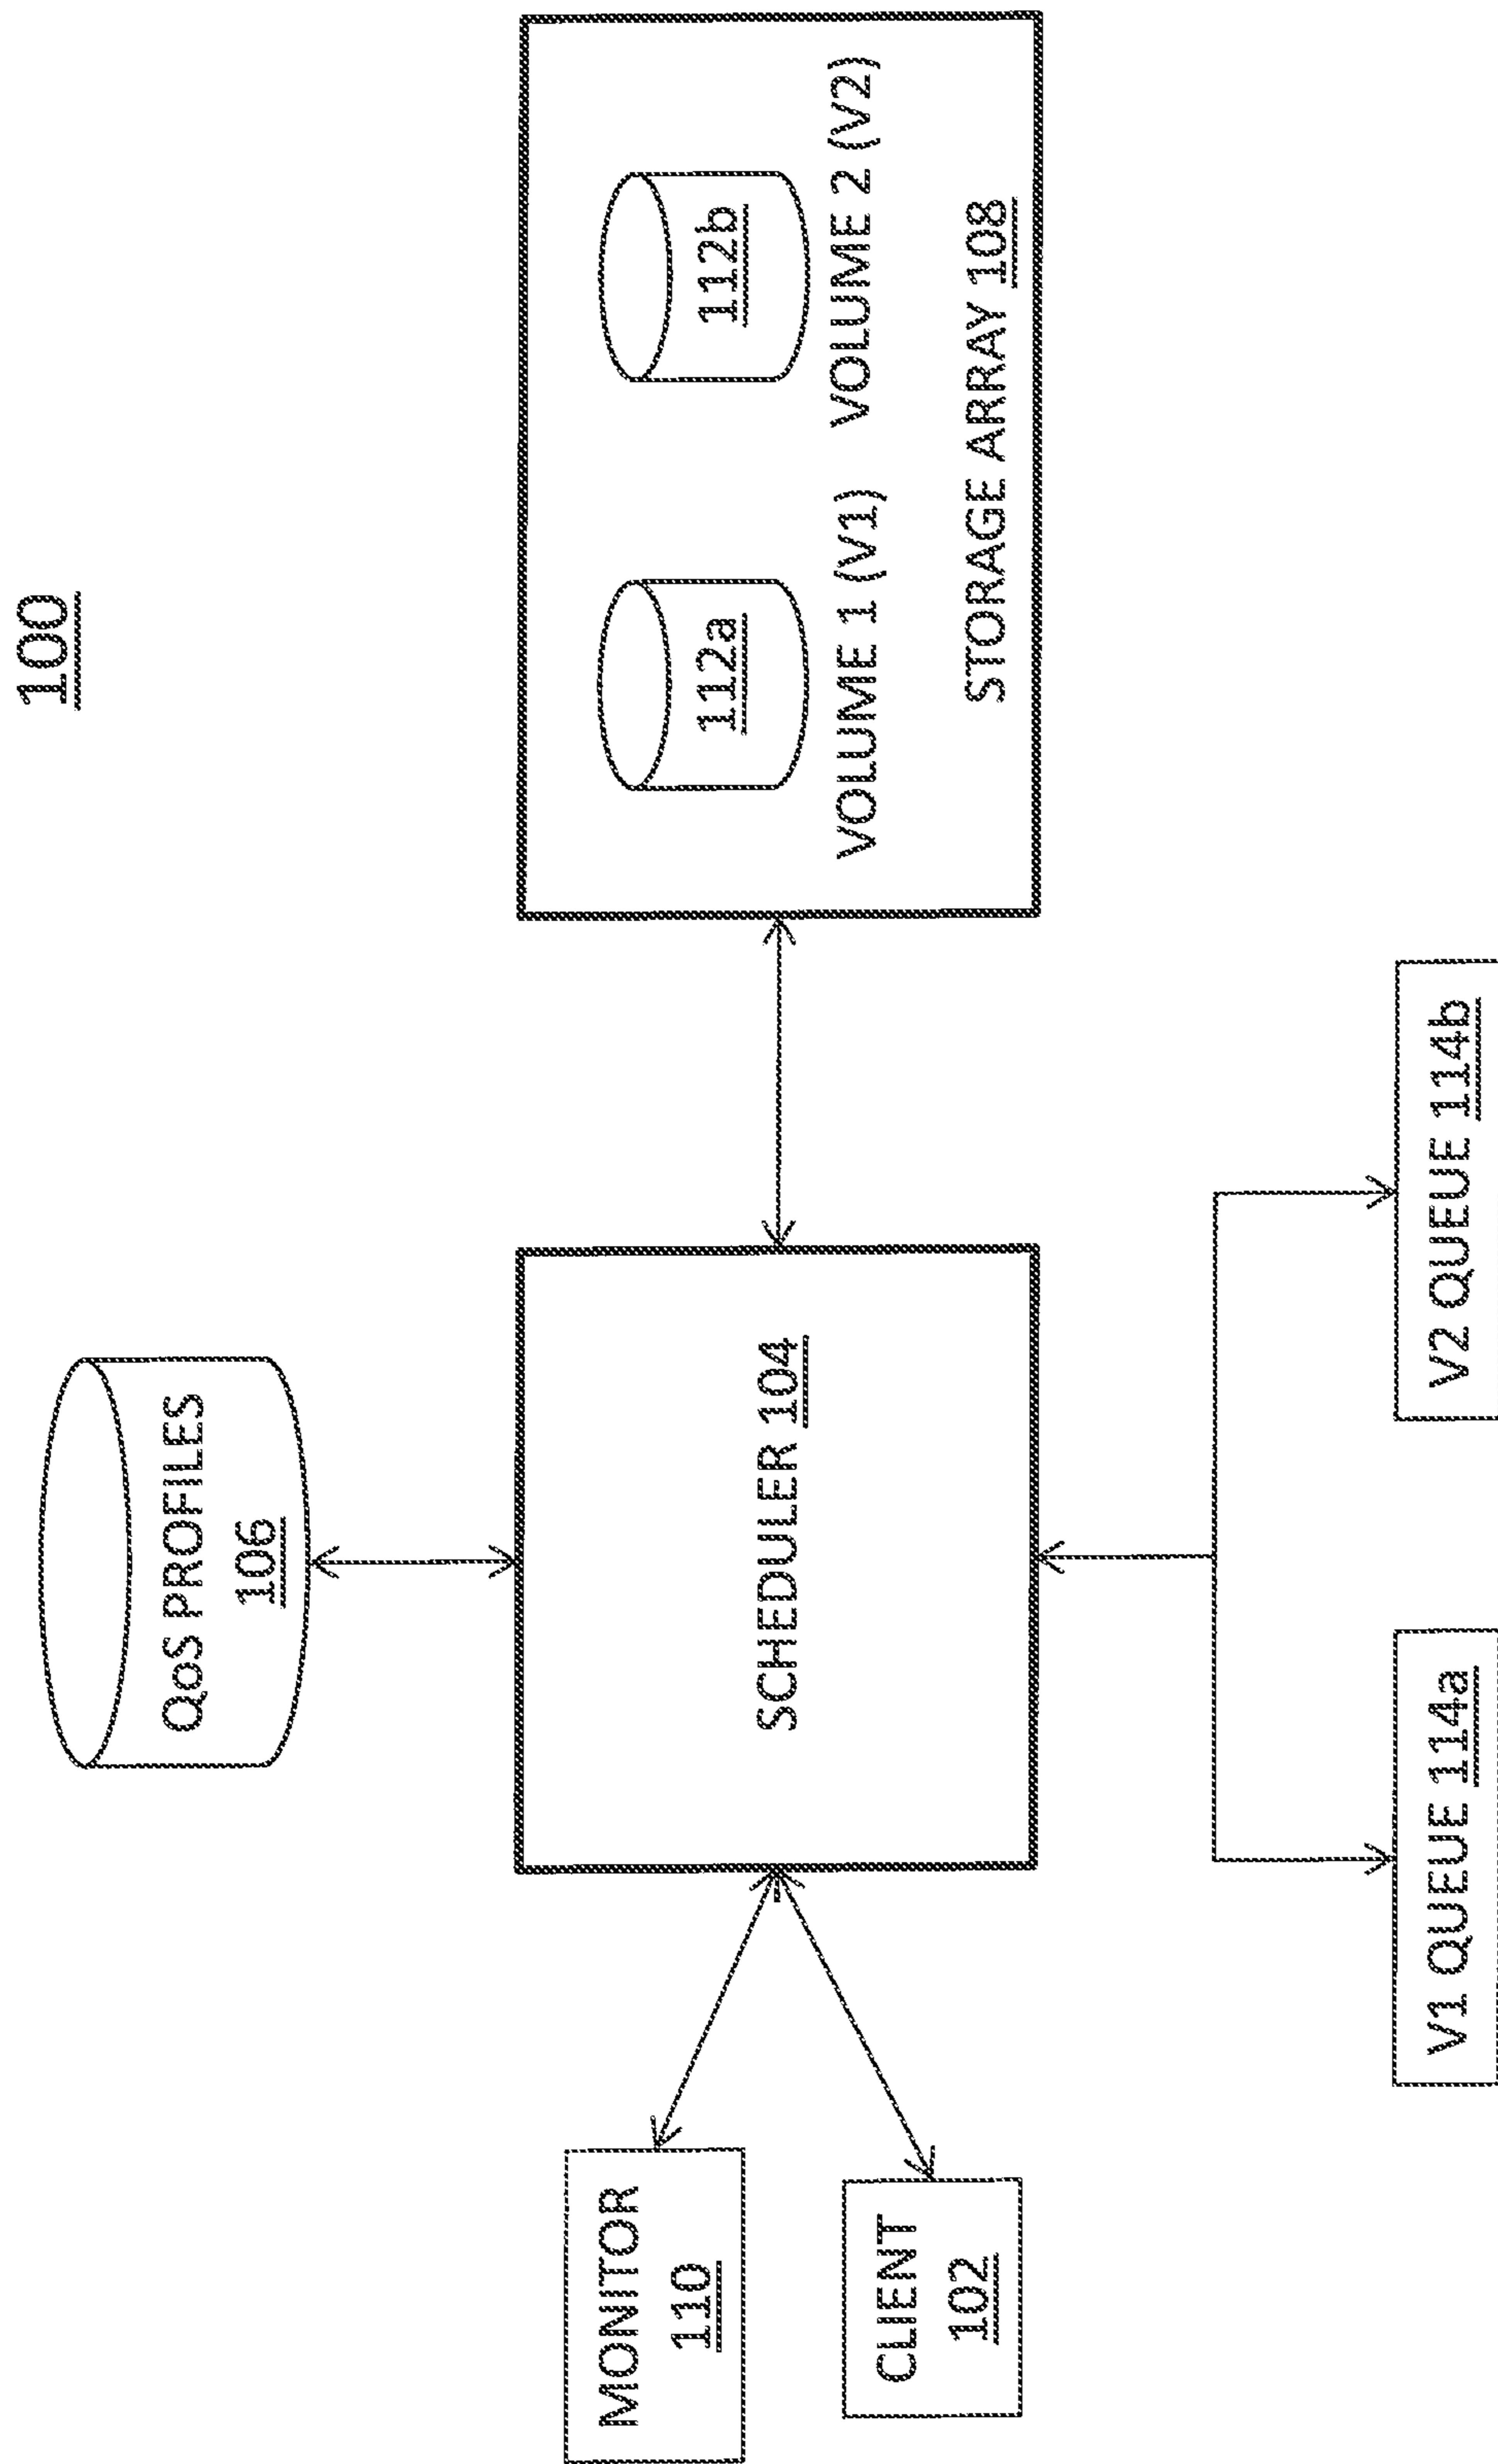 100
QoS PROFILES
106
MONITOR
110
CLIENT
102
SCHEDULER 104
112a
112b
VOLUME 1 (V1)
VOLUME 2 (V2)
STORAGE ARRAY 108
V1 QUEUE 114a
V2 QUEUE 114b